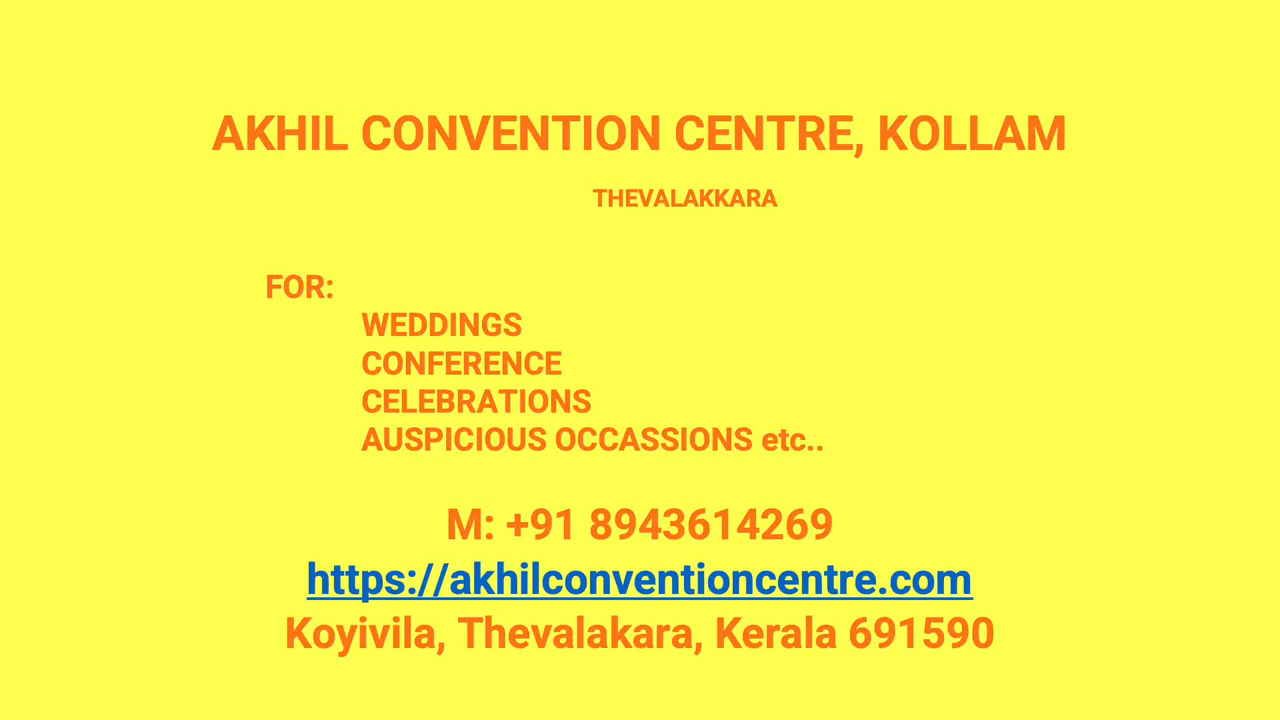 AKHIL CONVENTION CENTRE, KOLLAM
THEVALAKKARA
FOR:
WEDDINGS
CONFERENCE
CELEBRATIONS
AUSPICIOUS OCCASSIONS etc..
M: +91 8943614269
https://akhilconventioncentre.com
Koyivila, Thevalakara, Kerala 691590